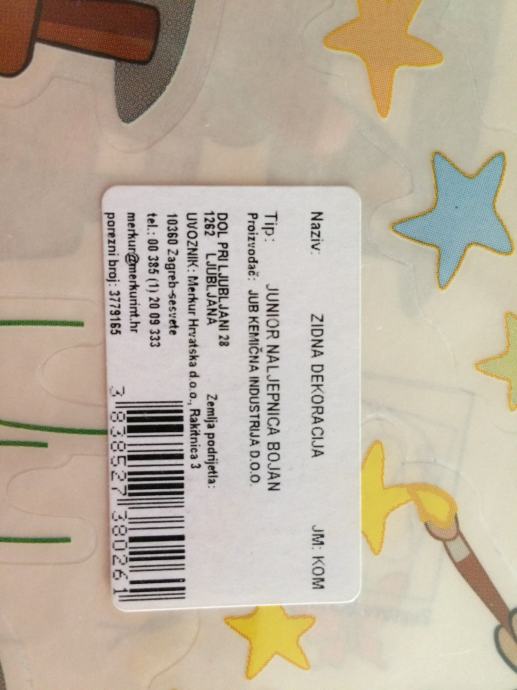 Naziv: ZIDNA DEKORACIJA JM: KOM
Tip: JUNIOR NALJEPNICA BOJAN
Proizvođač: JUB KEMIČNA INDUSTRIJA D.O.O.
DOL PRI LJUBLJANI 28
1262 LJUBLJANA Zemlja podrijetla:
UVOZNIK: Merkur Hrvatska d.o.o., Rakitnica 3
10360 Zagreb-sesvete
tel.: 00 385 (1) 20 09 333
merkur@merkurint.hr
porezni broj: 3779165
3 838527 380261